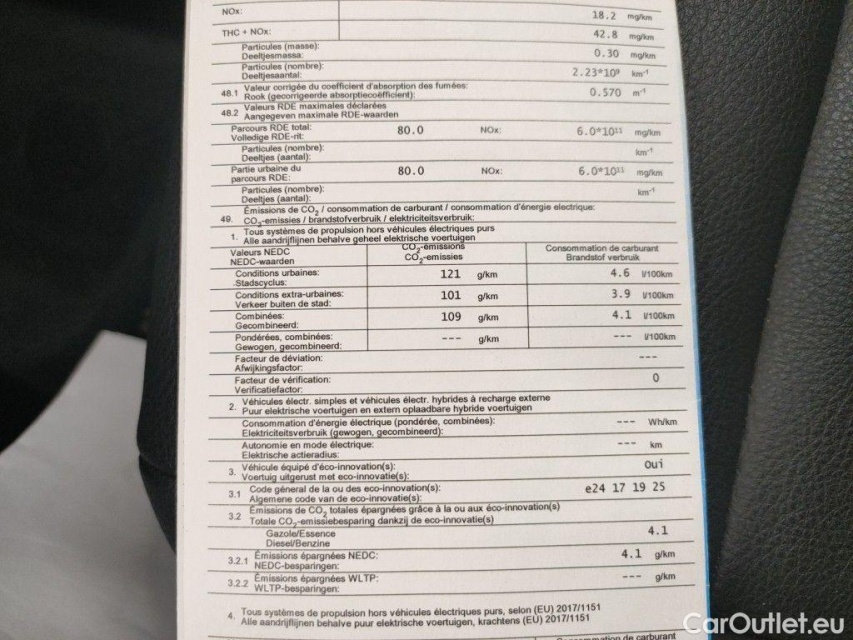 NOx: 18.2 mg/km
THC + NOx: 42.8 mg/km
Particules (masse):
Deeltjesmassa: 0.30 mg/km
Particules (nombre):
Deeltjesaantal: 2.23*10⁹ km⁻¹
48.1 Valeur corrigée du coefficient d'absorption des fumées:
Rook (gecorrigeerde absorptiecoëfficient): 0.570 m⁻¹
48.2 Valeurs RDE maximales déclarées
Aangegeven maximale RDE-waarden
Parcours RDE total:
Volledige RDE-rit: 80.0 NOx: 6.0*10¹¹ mg/km
Particules (nombre):
Deeltjes (aantal): km⁻¹
Partie urbaine du
parcours RDE: 80.0 NOx: 6.0*10¹¹ mg/km
Particules (nombre):
Deeltjes (aantal): km⁻¹
49. Émissions de CO₂ / consommation de carburant / consommation d'énergie electrique:
CO₂-emissies / brandstofverbruik / elektriciteitsverbruik:
1. Tous systèmes de propulsion hors véhicules électriques purs
Alle aandrijflijnen behalve geheel elektrische voertuigen
Valeurs NEDC CO₂-émissions Consommation de carburant
NEDC-waarden CO₂-emissies Brandstof verbruik
Conditions urbaines:
Stadscyclus: 121 g/km 4.6 l/100km
Conditions extra-urbaines:
Verkeer buiten de stad: 101 g/km 3.9 l/100km
Combinées:
Gecombineerd: 109 g/km 4.1 l/100km
Pondérées, combinées:
Gewogen, gecombineerd: --- g/km --- l/100km
Facteur de déviation:
Afwijkingsfactor: ---
Facteur de vérification:
Verificatiefactor: 0
2. Véhicules électr. simples et véhicules électr. hybrides à recharge externe
Puur elektrische voertuigen en extern oplaadbare hybride voertuigen
Consommation d'énergie électrique (pondérée, combinées):
Elektriciteitsverbruik (gewogen, gecombineerd): --- Wh/km
Autonomie en mode électrique:
Elektrische actieradius: --- km
3. Véhicule équipé d'éco-innovation(s):
Voertuig uitgerust met eco-innovatie(s): Oui
3.1 Code géneral de la ou des eco-innovation(s):
Algemene code van de eco-innovatie(s): e24 17 19 25
3.2 Émissions de CO₂ totales épargnées grâce à la ou aux éco-innovation(s)
Totale CO₂-emissiebesparing dankzij de eco-innovatie(s)
Gazole/Essence
Diesel/Benzine 4.1
3.2.1 Émissions épargnées NEDC:
NEDC-besparingen: 4.1 g/km
3.2.2 Émissions épargnées WLTP:
WLTP-besparingen: --- g/km
4. Tous systèmes de propulsion hors véhicules électriques purs, selon (EU) 2017/1151
Alle aandrijflijnen behalve puur elektrische voertuigen, krachtens (EU) 2017/1151
Consommation de carburant
CarOutlet.eu